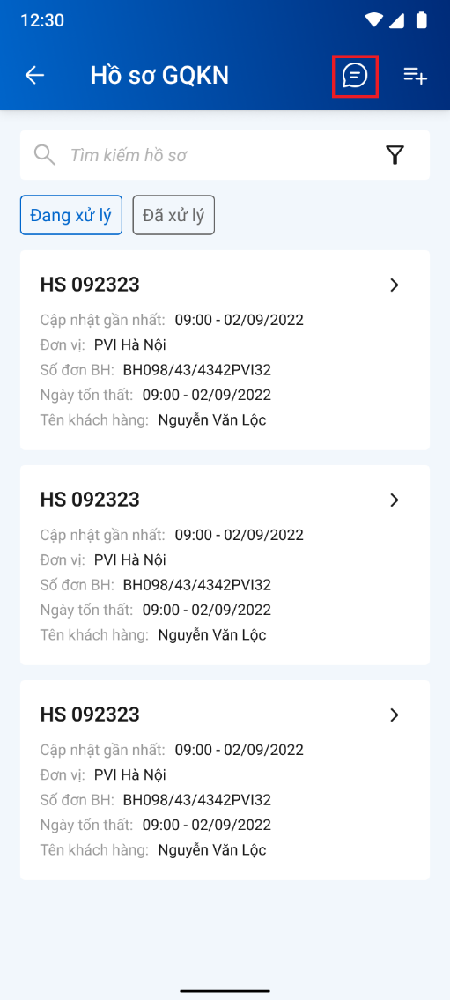 12:30
Hồ sơ GQKN
Tìm kiếm hồ sơ
Đang xử lý
Đã xử lý
HS 092323
Cập nhật gần nhất: 09:00 - 02/09/2022
Đơn vị: PVI Hà Nội
Số đơn BH: BH098/43/4342PVI32
Ngày tổn thất: 09:00 - 02/09/2022
Tên khách hàng: Nguyễn Văn Lộc
HS 092323
Cập nhật gần nhất: 09:00 - 02/09/2022
Đơn vị: PVI Hà Nội
Số đơn BH: BH098/43/4342PVI32
Ngày tổn thất: 09:00 - 02/09/2022
Tên khách hàng: Nguyễn Văn Lộc
HS 092323
Cập nhật gần nhất: 09:00 - 02/09/2022
Đơn vị: PVI Hà Nội
Số đơn BH: BH098/43/4342PVI32
Ngày tổn thất: 09:00 - 02/09/2022
Tên khách hàng: Nguyễn Văn Lộc